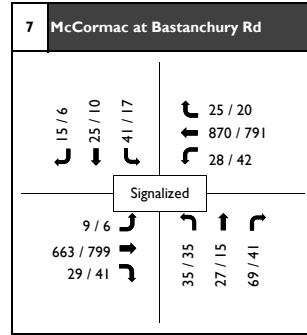 7 McCormac at Bastanchury Rd
15 / 6
25 / 10
41 / 17
25 / 20
870 / 791
28 / 42
Signalized
9 / 6
663 / 799
29 / 41
35 / 35
27 / 15
69 / 41